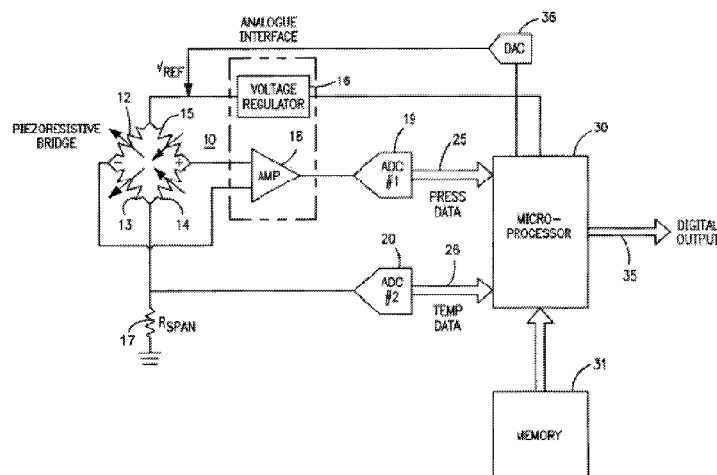 36
ANALOGUE
INTERFACE
DAC
VREF
VOLTAGE
REGULATOR
16
12
15
PIEZORESISTIVE
BRIDGE
10
18
AMP
19
ADC
#1
25
PRESS
DATA
30
MICRO-
PROCESSOR
DIGITAL
OUTPUT
35
-
+
13
14
20
ADC
#2
26
TEMP
DATA
17
RSPAN
31
MEMORY